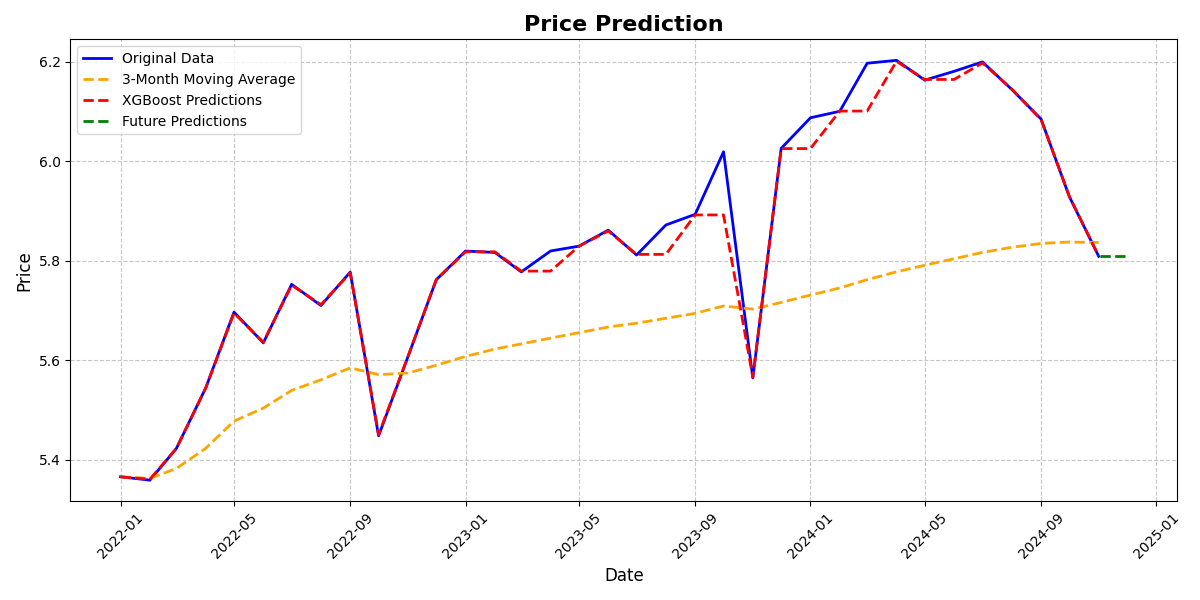 Price Prediction
Original Data
3-Month Moving Average
XGBoost Predictions
Future Predictions
6.2
6.0
5.8
5.6
5.4
Price
2022-01
2022-05
2022-09
2023-01
2023-05
2023-09
2024-01
2024-05
2024-09
2025-01
Date